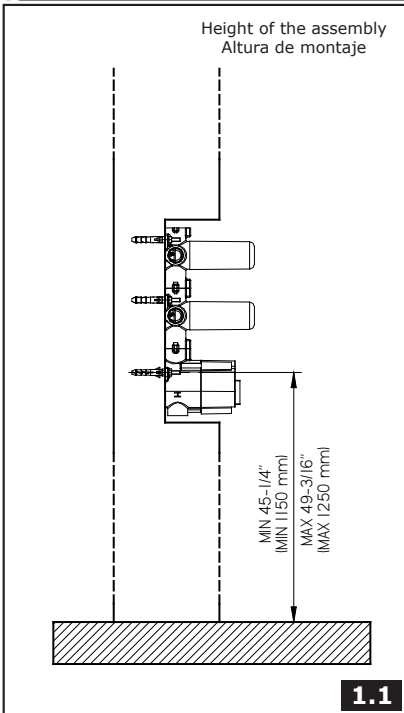 Height of the assembly
Altura de montaje
H
MIN 45-1/4"
(MIN 1150 mm)
MAX 49-3/16"
(MAX 1250 mm)
1.1